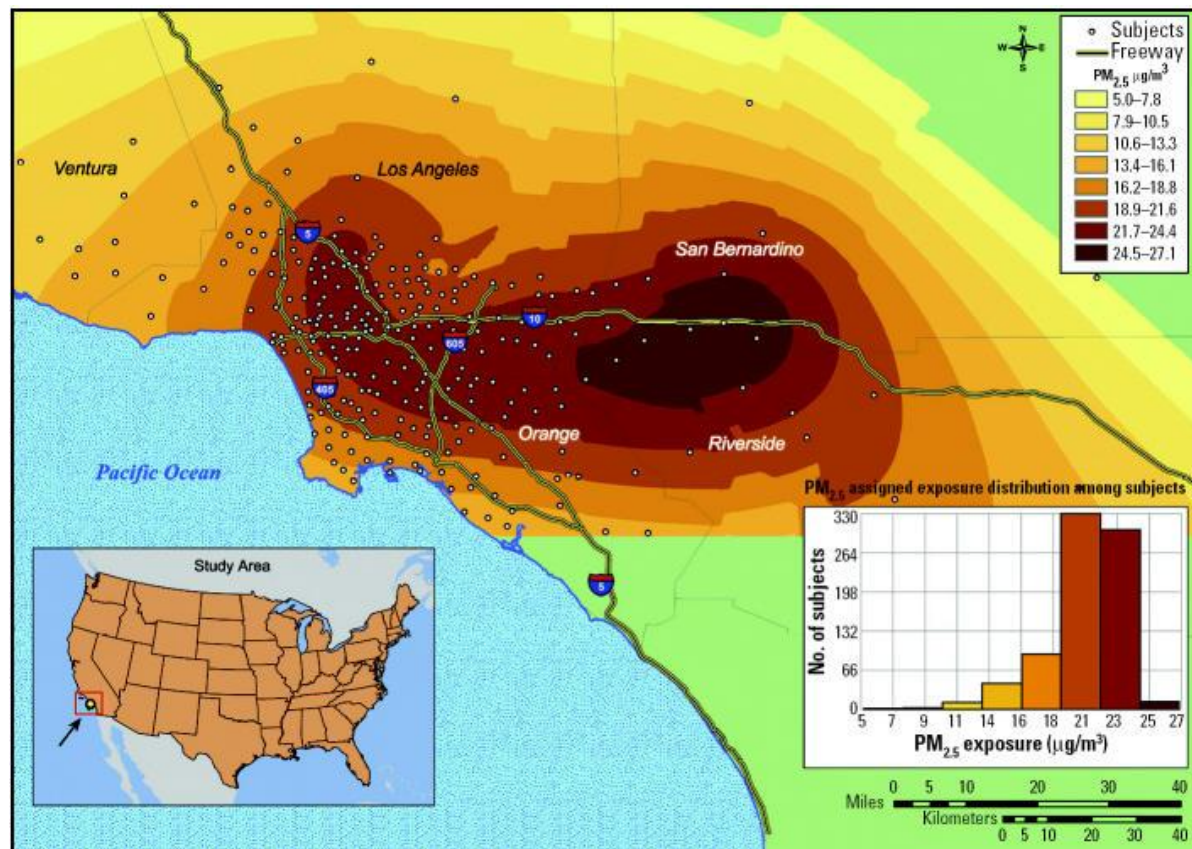 N
W E
S
Subjects
Freeway
PM2.5 μg/m³
5.0–7.8
7.9–10.5
10.6–13.3
13.4–16.1
16.2–18.8
18.9–21.6
21.7–24.4
24.5–27.1
Ventura
Los Angeles
5
San Bernardino
10
605
405
Orange
Riverside
Pacific Ocean
5
Study Area
PM2.5 assigned exposure distribution among subjects
No. of subjects
330
264
198
132
66
0
5 7 9 11 14 16 18 21 23 25 27
PM2.5 exposure (μg/m³)
Miles
0 5 10 20 30 40
Kilometers
0 5 10 20 30 40